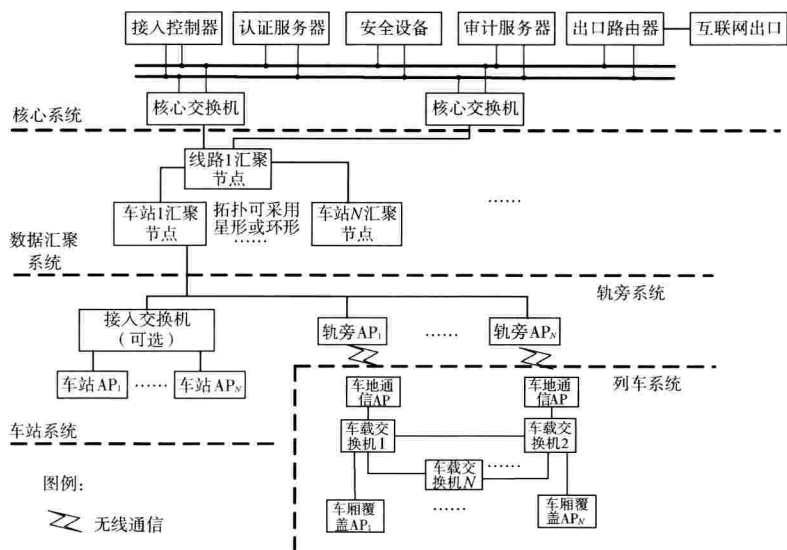 接入控制器 认证服务器 安全设备 审计服务器 出口路由器 互联网出口
核心交换机 核心交换机
核心系统
线路1汇聚
节点
车站1汇聚
节点
拓扑可采用
星形或环形
……
车站N汇聚
节点
……
数据汇聚
系统
轨旁系统
接入交换机
(可选)
轨旁AP₁ …… 轨旁APN
车站AP₁ …… 车站APN
列车系统
车地通
信AP
车地通
信AP
车载交
换机1
车载交
换机2
车载交
换机N
……
车站系统
车厢覆
盖AP₁
……
车厢覆
盖APN
图例:
无线通信